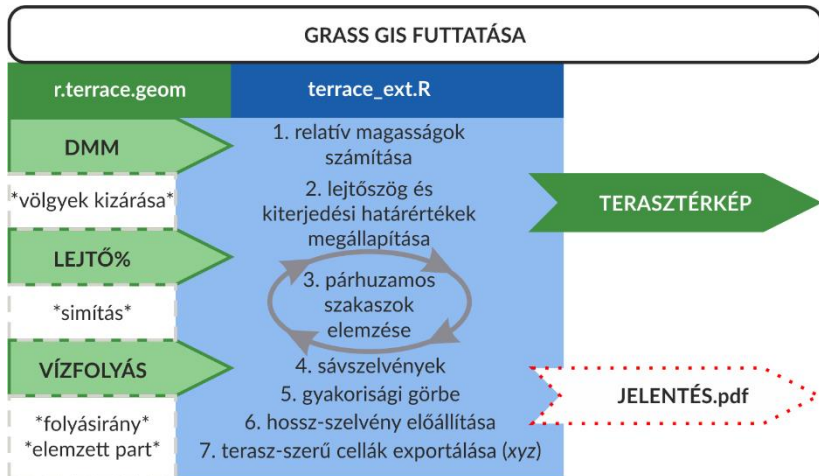 GRASS GIS FUTTATÁSA
r.terrace.geom
terrace_ext.R
DMM
*völgyek kizárása*
LEJTŐ%
*simítás*
VÍZFOLYÁS
*folyásirány*
*elemzett part*
1. relatív magasságok
számítása
2. lejtőszög és
kiterjedési határértékek
megállapítása
3. párhuzamos
szakaszok
elemzése
4. sávszelvények
5. gyakorisági görbe
6. hossz-szelvény előállítása
7. terasz-szerű cellák exportálása (xyz)
TERASZTÉRKÉP
JELENTÉS.pdf